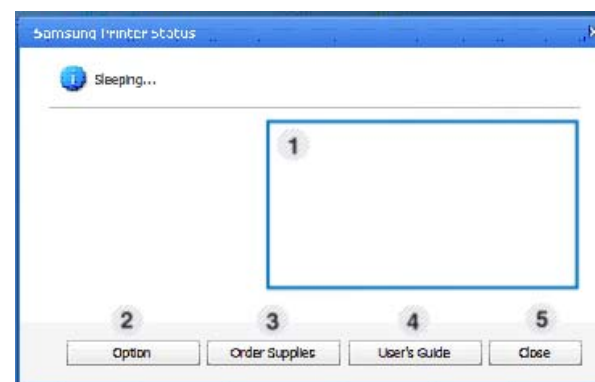 Samsung Printer Status
Sleeping...
1
2 3 4 5
Option Order Supplies User's Guide Close